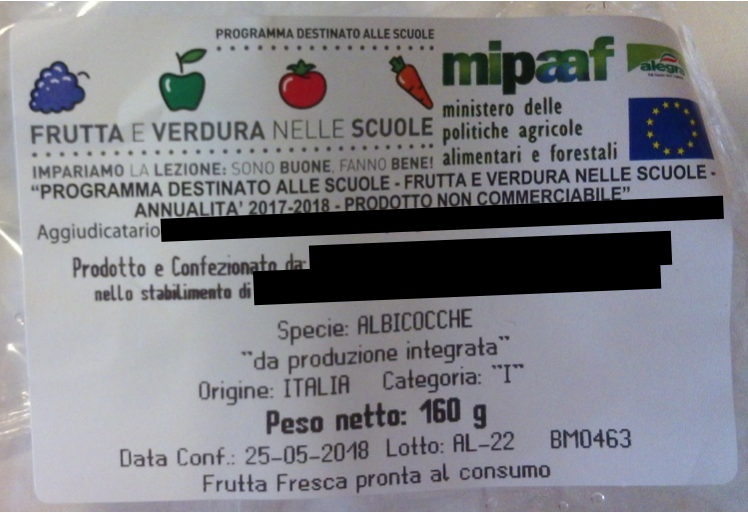 PROGRAMMA DESTINATO ALLE SCUOLE
FRUTTA E VERDURA NELLE SCUOLE
IMPARIAMO LA LEZIONE: SONO BUONE, FANNO BENE!
mipaaf
ministero delle
politiche agricole
alimentari e forestali
alegra
"PROGRAMMA DESTINATO ALLE SCUOLE - FRUTTA E VERDURA NELLE SCUOLE -
ANNUALITA' 2017-2018 - PRODOTTO NON COMMERCIABILE"
Aggiudicatario
Prodotto e Confezionato da:
nello stabilimento di
Specie: ALBICOCCHE
"da produzione integrata"
Origine: ITALIA Categoria: "I"
Peso netto: 160 g
Data Conf.: 25-05-2018 Lotto: AL-22 BM0463
Frutta Fresca pronta al consumo